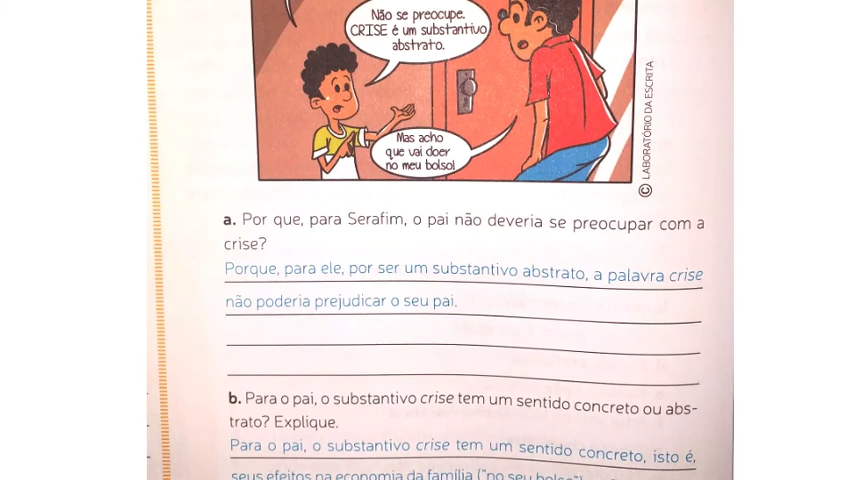 Não se preocupe.
CRISE é um substantivo
abstrato.
Mas acho
que vai doer
no meu bolso!
© LABORATÓRIO DA ESCRITA
a. Por que, para Serafim, o pai não deveria se preocupar com a
crise?
Porque, para ele, por ser um substantivo abstrato, a palavra crise
não poderia prejudicar o seu pai.
b. Para o pai, o substantivo crise tem um sentido concreto ou abs-
trato? Explique.
Para o pai, o substantivo crise tem um sentido concreto, isto é,
seus efeitos na economia da família ("no seu bolso")